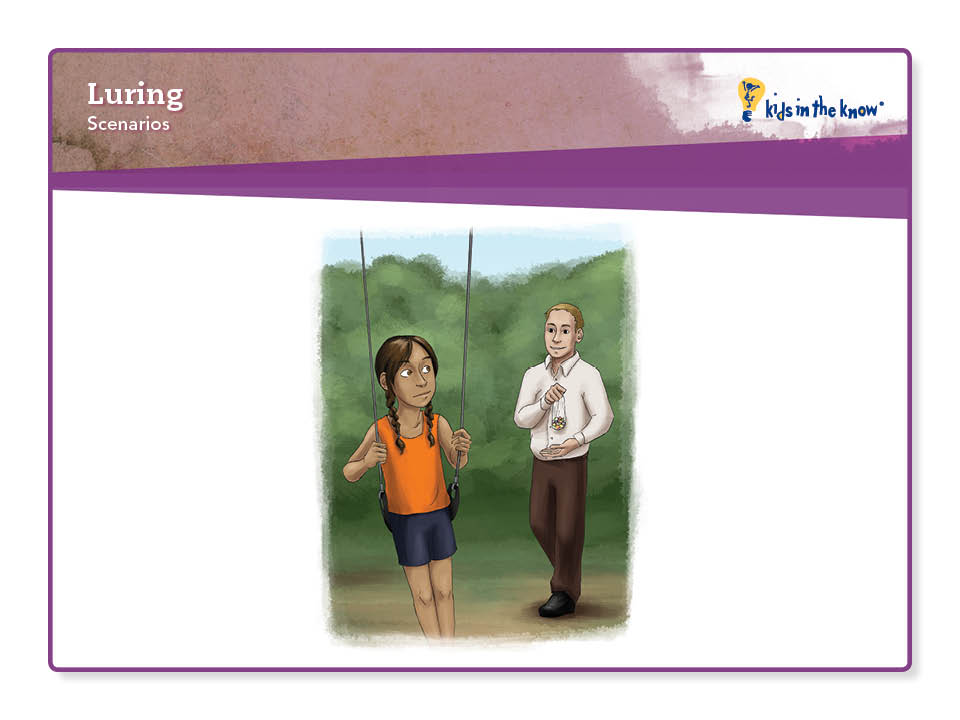 Luring
Scenarios
kids in the know®